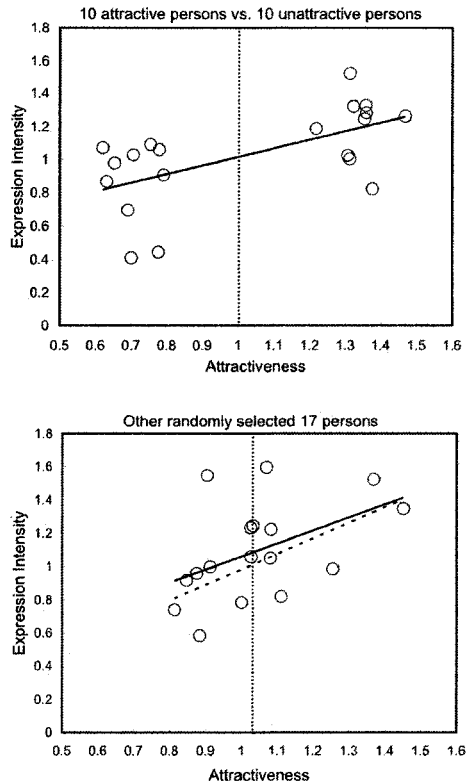 10 attractive persons vs. 10 unattractive persons
1.8
1.6
1.4
1.2
1
0.8
0.6
0.4
0.2
0
Expression Intensity
0.5 0.6 0.7 0.8 0.9 1 1.1 1.2 1.3 1.4 1.5 1.6
Attractiveness
Other randomly selected 17 persons
1.8
1.6
1.4
1.2
1
0.8
0.6
0.4
0.2
0
Expression Intensity
0.5 0.6 0.7 0.8 0.9 1 1.1 1.2 1.3 1.4 1.5 1.6
Attractiveness